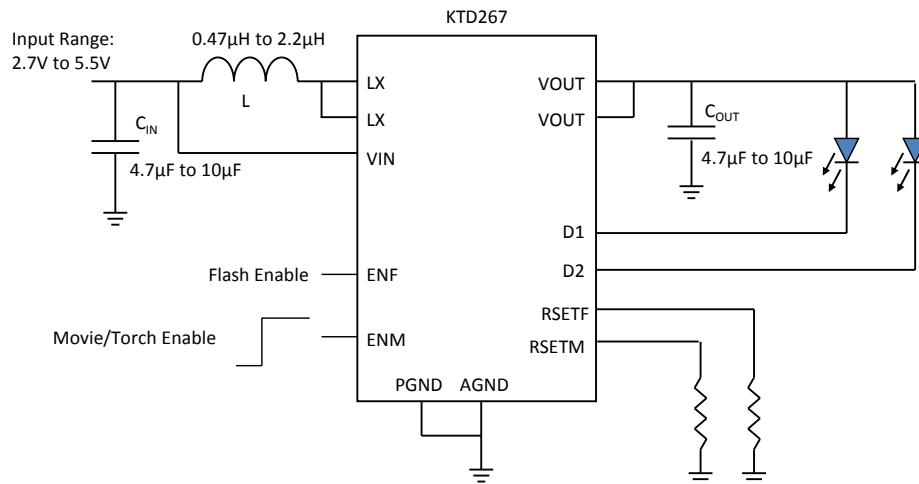 KTD267
Input Range:
2.7V to 5.5V
0.47µH to 2.2µH
L
C_IN
4.7µF to 10µF
LX
LX
VIN
VOUT
VOUT
C_OUT
4.7µF to 10µF
D1
D2
Flash Enable
ENF
RSETF
Movie/Torch Enable
ENM
RSETM
PGND AGND